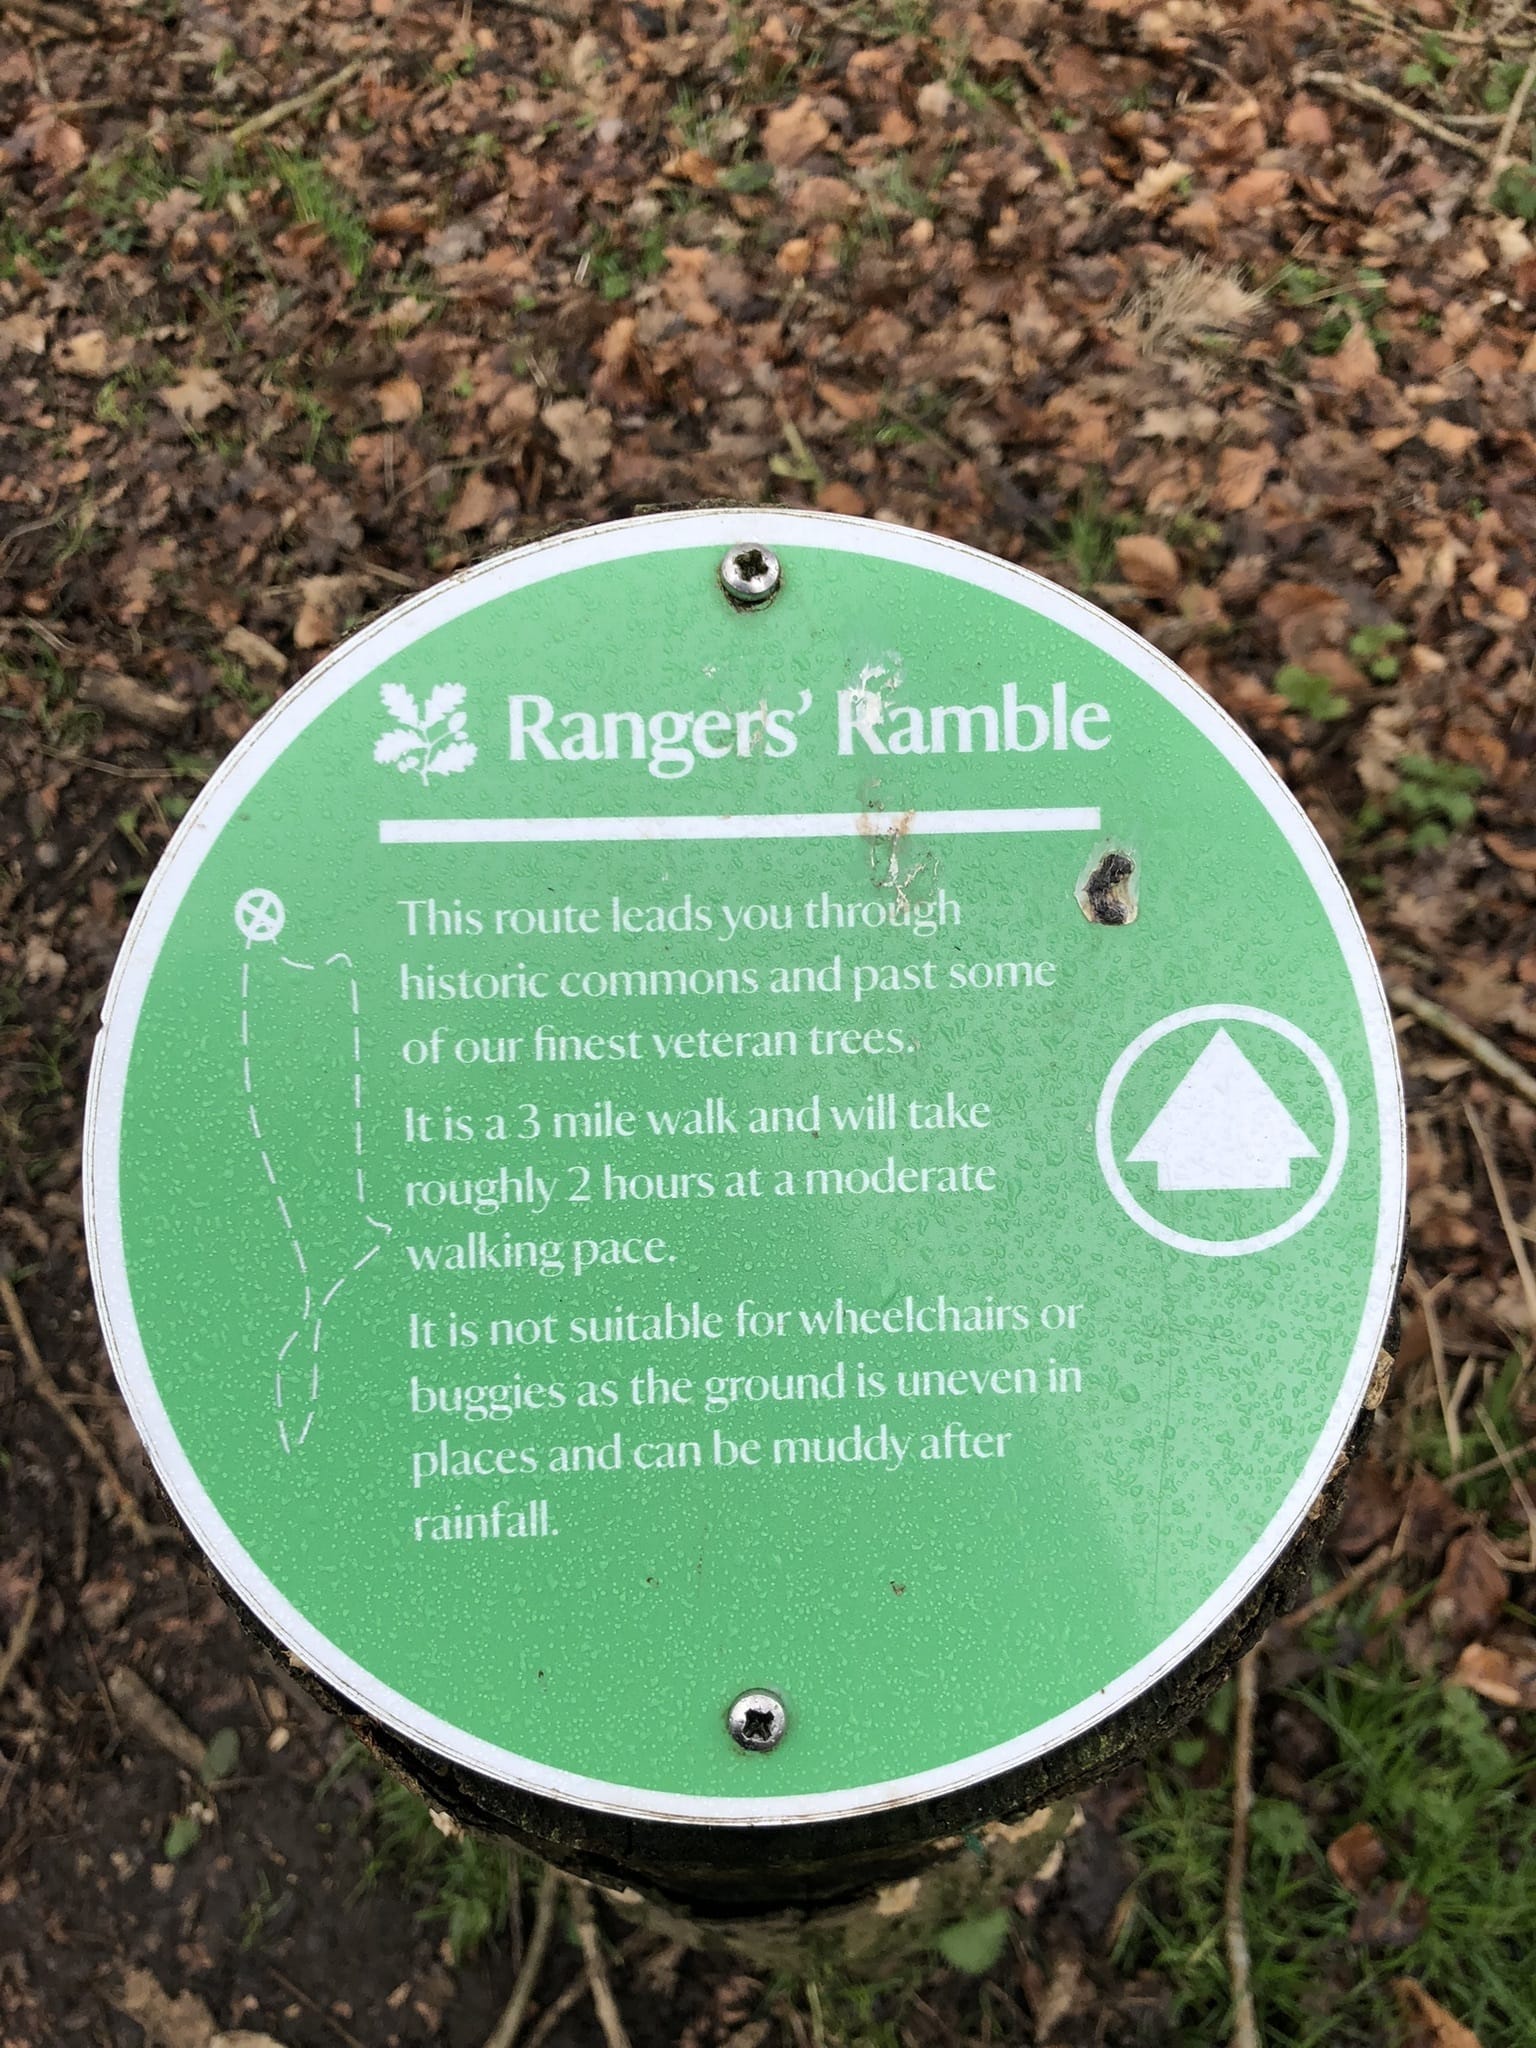 Rangers' Ramble
This route leads you through
historic commons and past some
of our finest veteran trees.
It is a 3 mile walk and will take
roughly 2 hours at a moderate
walking pace.
It is not suitable for wheelchairs or
buggies as the ground is uneven in
places and can be muddy after
rainfall.